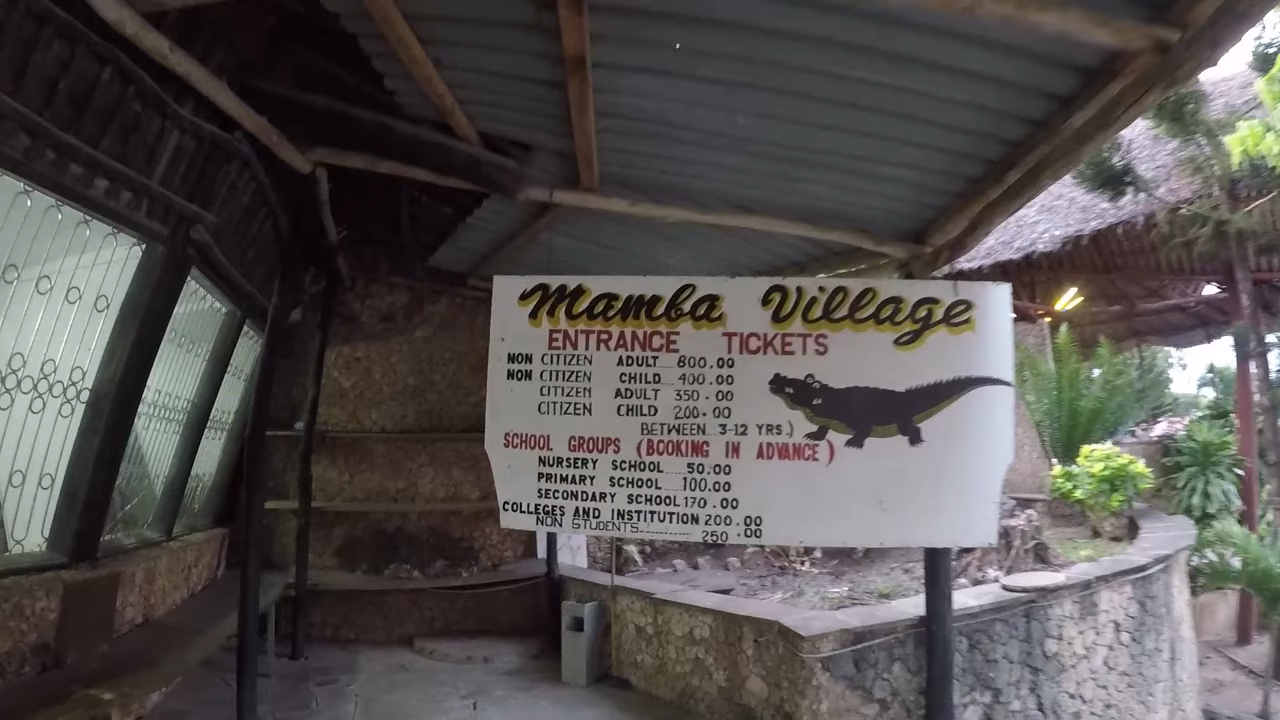 Mamba Village
ENTRANCE TICKETS
NON CITIZEN ADULT...800.00
NON CITIZEN CHILD...400.00
CITIZEN ADULT 350.00
CITIZEN CHILD 200.00
BETWEEN 3-12 YRS.)
SCHOOL GROUPS (BOOKING IN ADVANCE)
NURSERY SCHOOL...50.00
PRIMARY SCHOOL...100.00
SECONDARY SCHOOL 170.00
COLLEGES AND INSTITUTION 200.00
NON STUDENTS........... 250.00